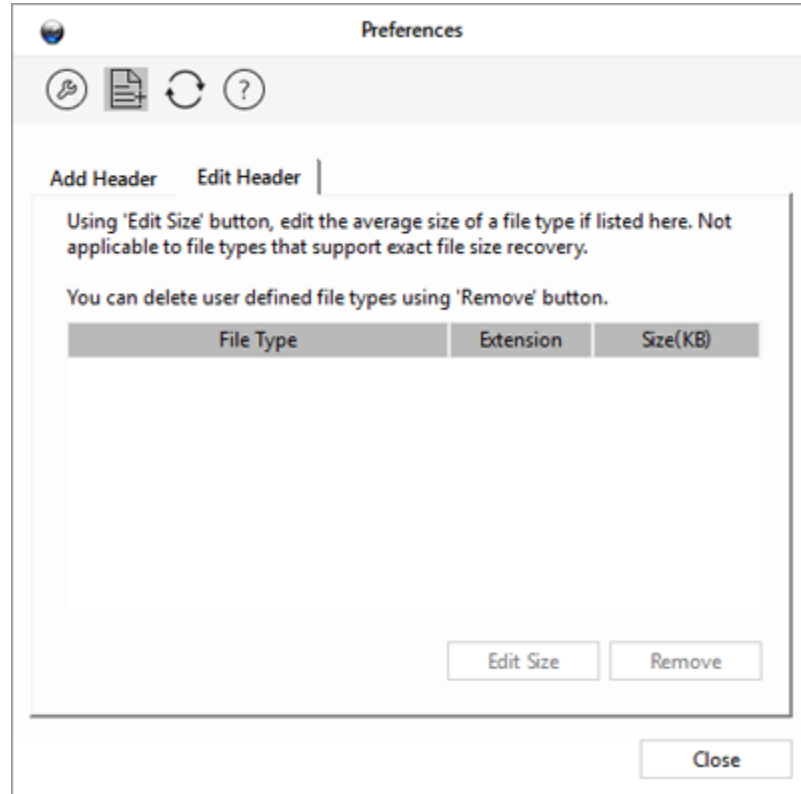 Preferences
?
Add Header
Edit Header
Using 'Edit Size' button, edit the average size of a file type if listed here. Not
applicable to file types that support exact file size recovery.
You can delete user defined file types using 'Remove' button.
File Type
Extension
Size(KB)
Edit Size
Remove
Close